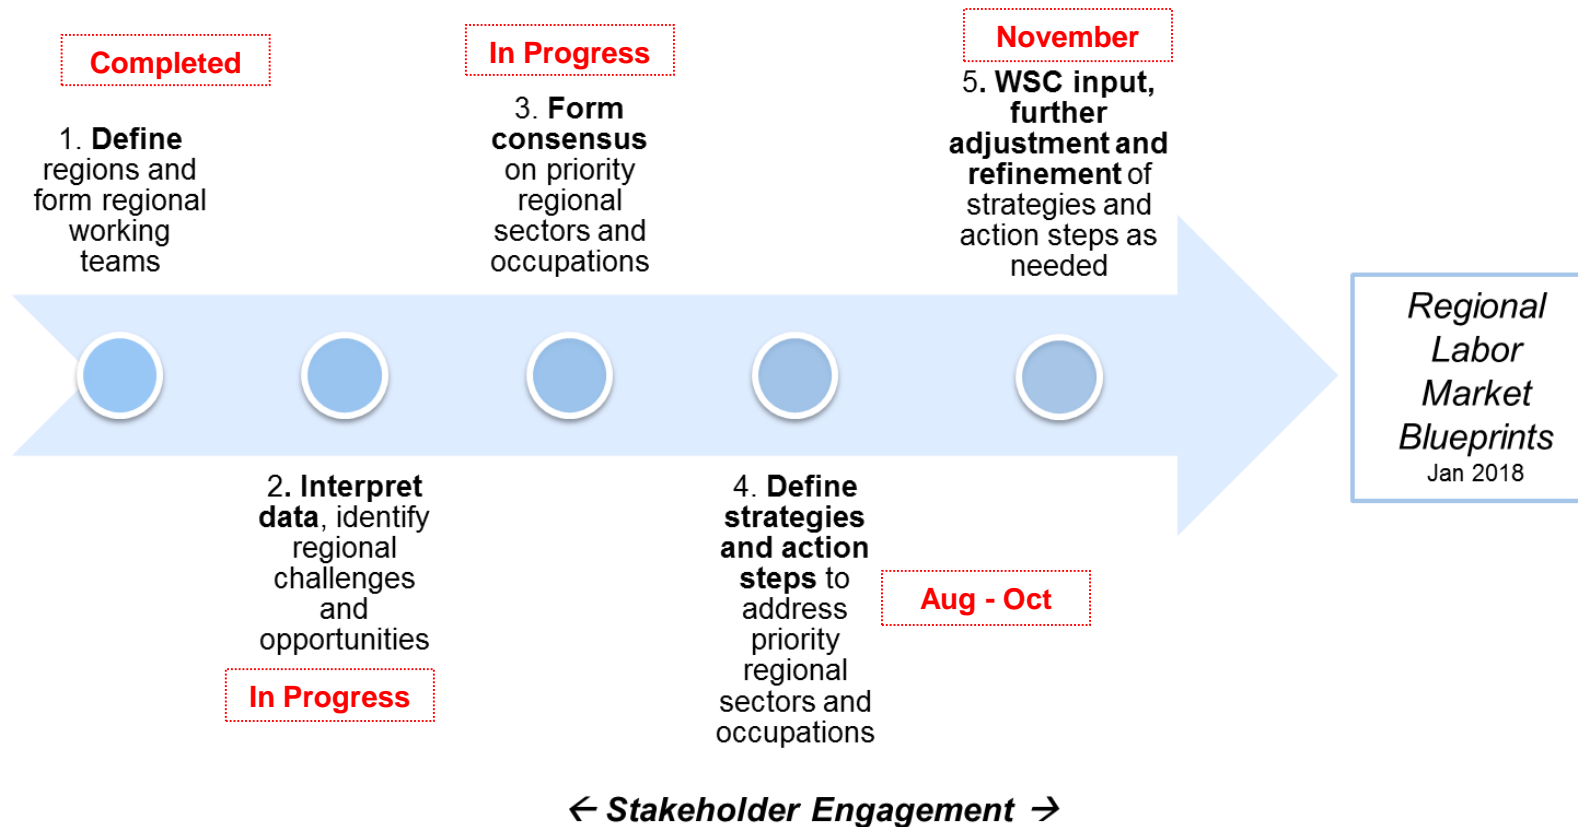 Completed
1. Define
regions and
form regional
working
teams
In Progress
3. Form
consensus
on priority
regional
sectors and
occupations
November
5. WSC input,
further
adjustment and
refinement of
strategies and
action steps as
needed
Regional
Labor
Market
Blueprints
Jan 2018
2. Interpret
data, identify
regional
challenges
and
opportunities
In Progress
4. Define
strategies
and action
steps to
address
priority
regional
sectors and
occupations
Aug - Oct
← Stakeholder Engagement →